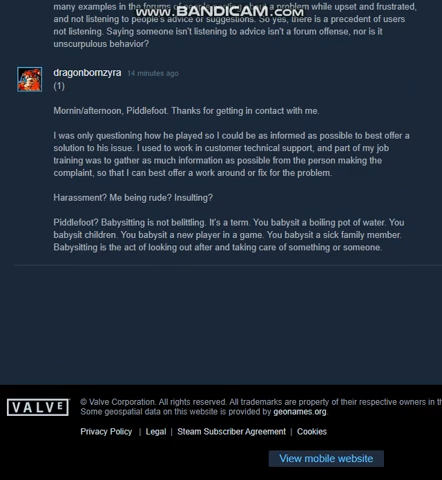 many examples in the forums of people posting about a problem while upset and frustrated,
www.BANDICAM.com
and not listening to people's advice or suggestions. So yes, there is a precedent of users
not listening. Saying someone isn't listening to advice isn't a forum offense, nor is it
unscurpulous behavior?
dragonbornzyra 14 minutes ago
(1)
Mornin/afternoon, Piddlefoot. Thanks for getting in contact with me.
I was only questioning how he played so I could be as informed as possible to best offer a
solution to his issue. I used to work in customer technical support, and part of my job
training was to gather as much information as possible from the person making the
complaint, so that I can best offer a work around or fix for the problem.
Harassment? Me being rude? Insulting?
Piddlefoot? Babysitting is not belittling. It's a term. You babysit a boiling pot of water. You
babysit children. You babysit a new player in a game. You babysit a sick family member.
Babysitting is the act of looking out after and taking care of something or someone.
VALVE
© Valve Corporation. All rights reserved. All trademarks are property of their respective owners in th
Some geospatial data on this website is provided by geonames.org.
Privacy Policy | Legal | Steam Subscriber Agreement | Cookies
View mobile website